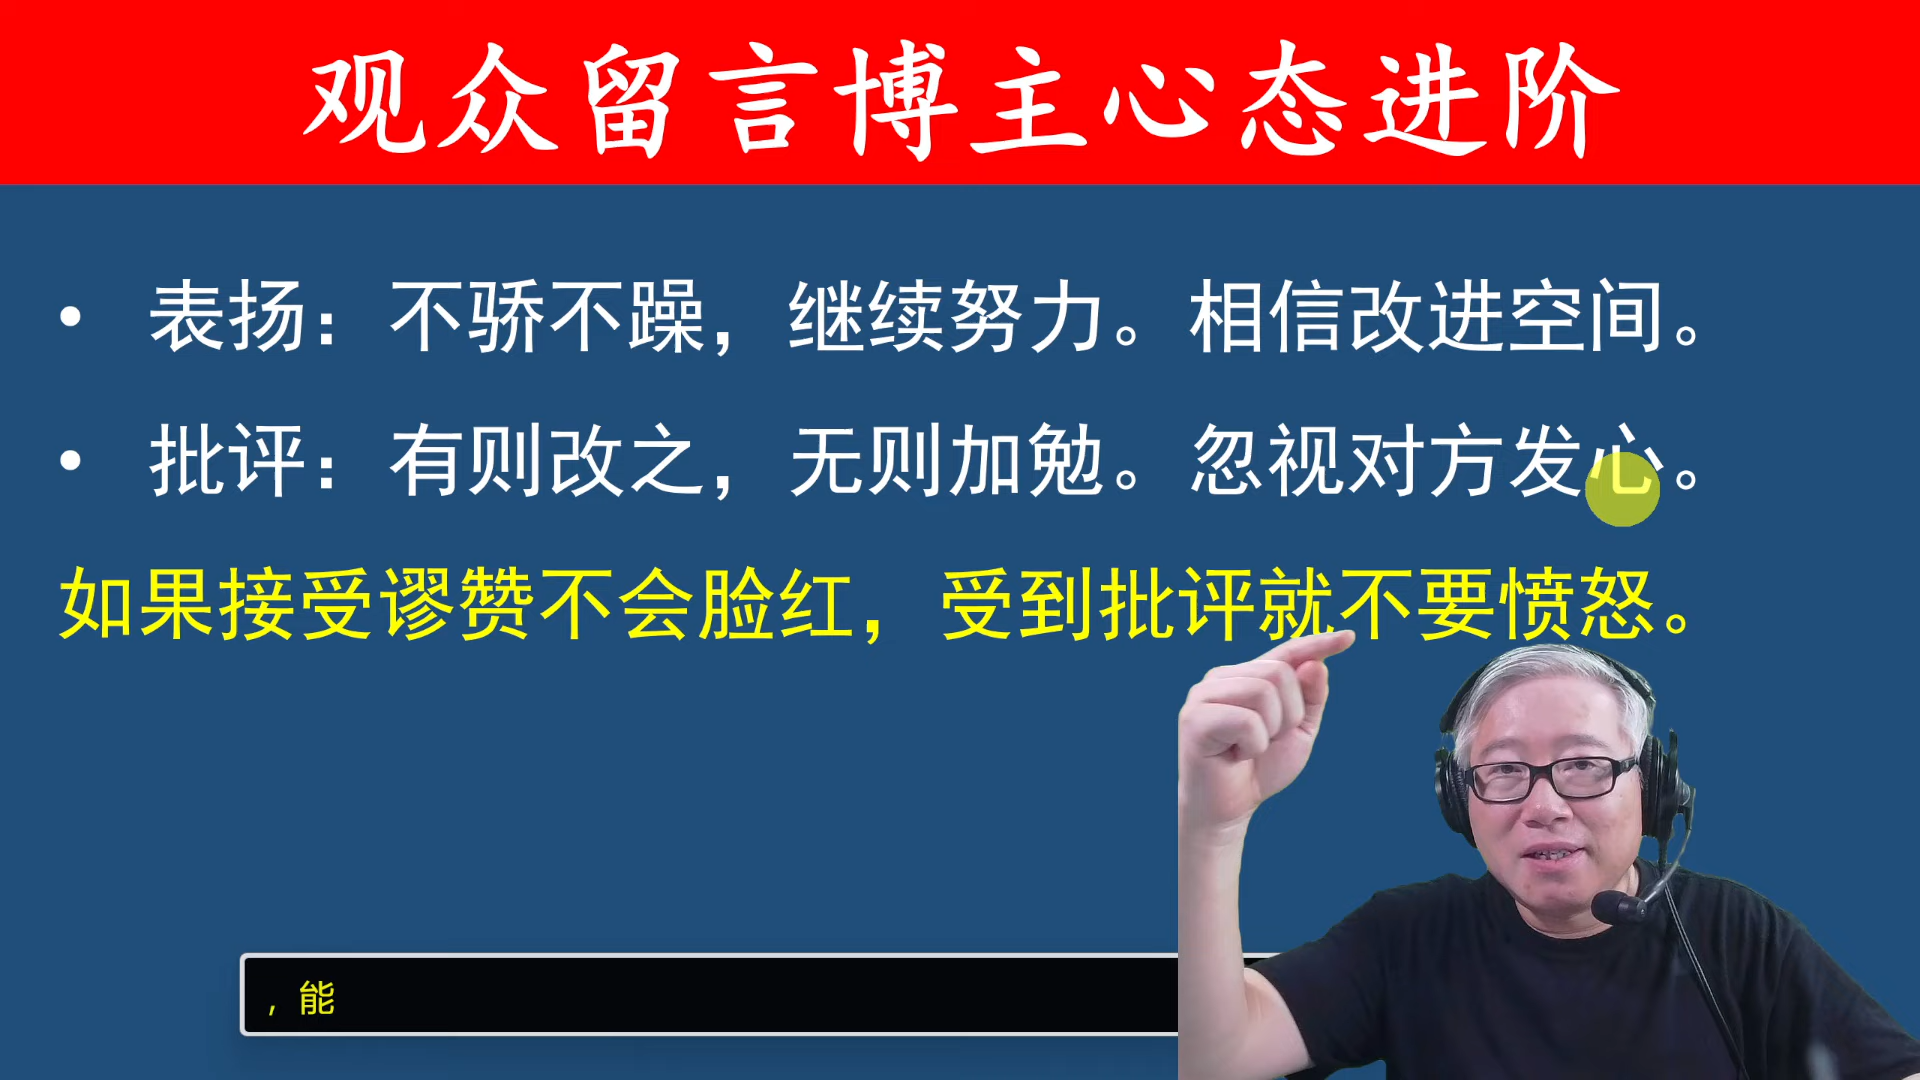 观众留言博主心态进阶
• 表扬：不骄不躁，继续努力。相信改进空间。
• 批评：有则改之，无则加勉。忽视对方发心。
如果接受谬赞不会脸红，受到批评就不要愤怒。
，能